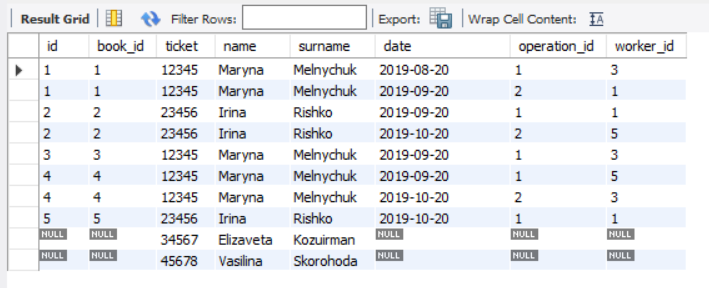 Result Grid Filter Rows: Export: Wrap Cell Content: IA
id book_id ticket name surname date operation_id worker_id
1 1 12345 Maryna Melnychuk 2019-08-20 1 3
1 1 12345 Maryna Melnychuk 2019-09-20 2 1
2 2 23456 Irina Rishko 2019-09-20 1 1
2 2 23456 Irina Rishko 2019-10-20 2 5
3 3 12345 Maryna Melnychuk 2019-09-20 1 3
4 4 12345 Maryna Melnychuk 2019-09-20 1 5
4 4 12345 Maryna Melnychuk 2019-10-20 2 3
5 5 23456 Irina Rishko 2019-10-20 1 1
NULL NULL 34567 Elizaveta Kozuirman NULL NULL NULL
NULL NULL 45678 Vasilina Skorohoda NULL NULL NULL